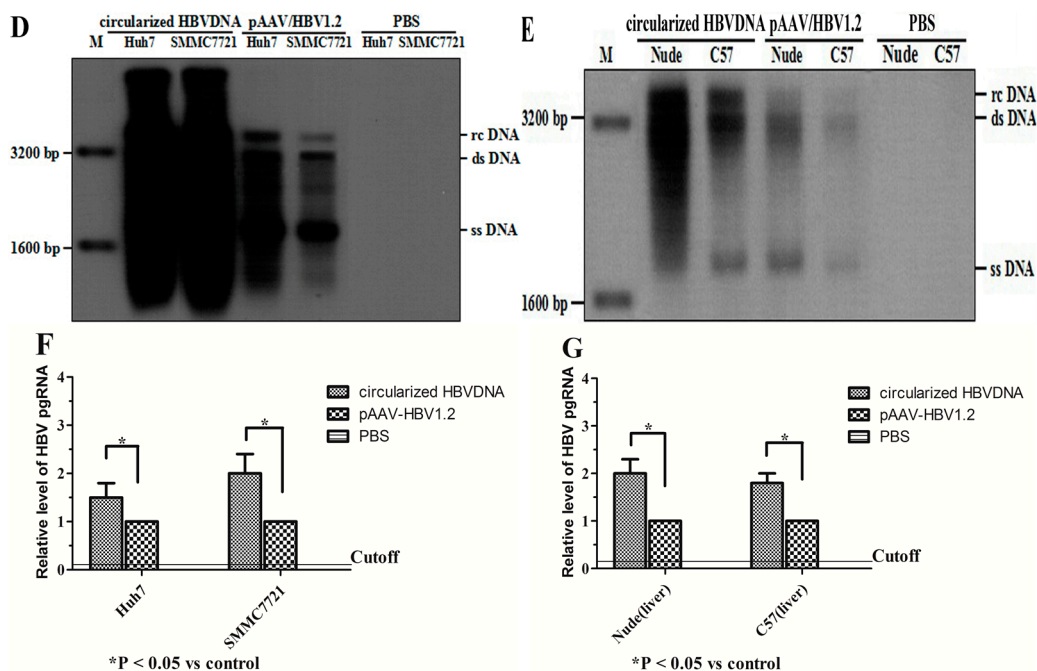 D
circularized HBVDNA pAAV/HBV1.2 PBS
M Huh7 SMMC7721 Huh7 SMMC7721 Huh7 SMMC7721
3200 bp
1600 bp
rc DNA
ds DNA
ss DNA
E
circularized HBVDNA pAAV/HBV1.2 PBS
M Nude C57 Nude C57 Nude C57
3200 bp
1600 bp
rc DNA
ds DNA
ss DNA
F
Relative level of HBV pgRNA
4
3
2
1
0
*
*
circularized HBVDNA
pAAV-HBV1.2
PBS
Cutoff
Huh7
SMMC7721
*P < 0.05 vs control
G
Relative level of HBV pgRNA
4
3
2
1
0
*
*
circularized HBVDNA
pAAV-HBV1.2
PBS
Cutoff
Nude(liver)
C57(liver)
*P < 0.05 vs control